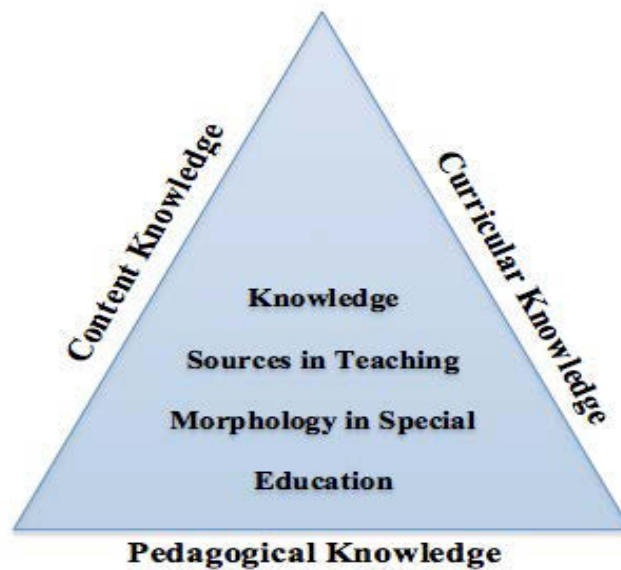 Content Knowledge
Curricular Knowledge
Knowledge
Sources in Teaching
Morphology in Special
Education
Pedagogical Knowledge